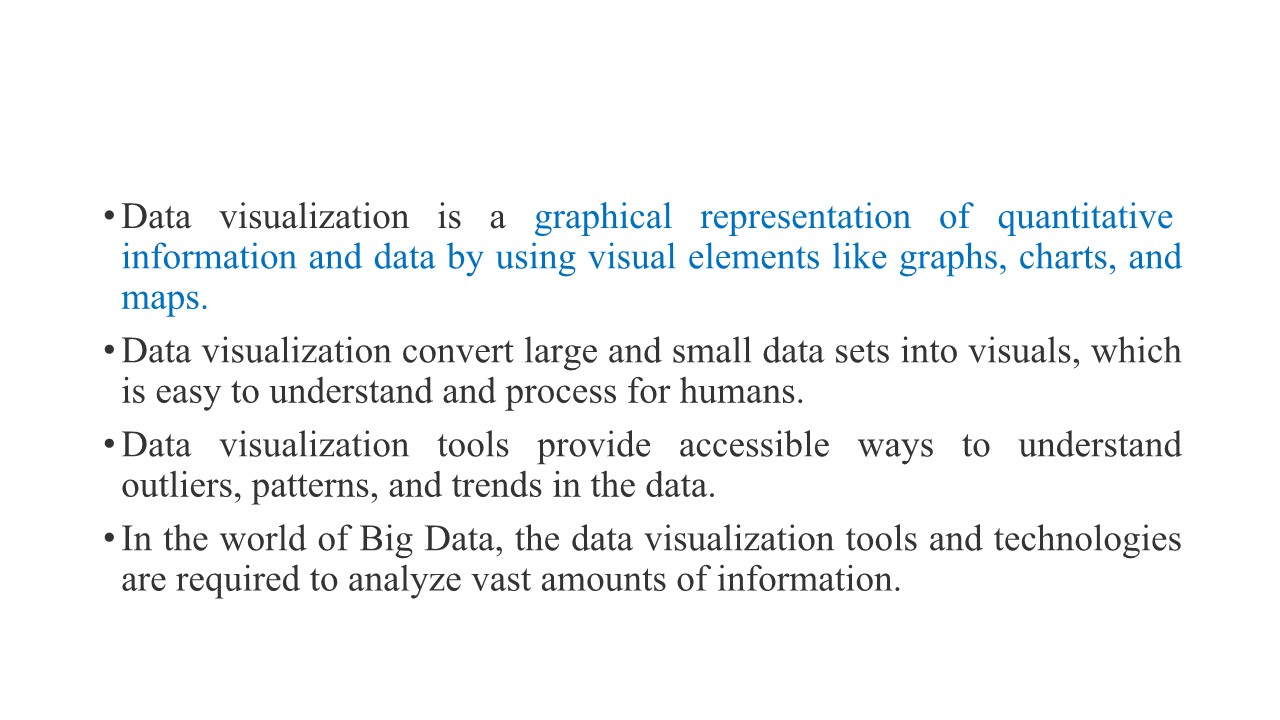 • Data visualization is a graphical representation of quantitative
information and data by using visual elements like graphs, charts, and
maps.
• Data visualization convert large and small data sets into visuals, which
is easy to understand and process for humans.
• Data visualization tools provide accessible ways to understand
outliers, patterns, and trends in the data.
• In the world of Big Data, the data visualization tools and technologies
are required to analyze vast amounts of information.